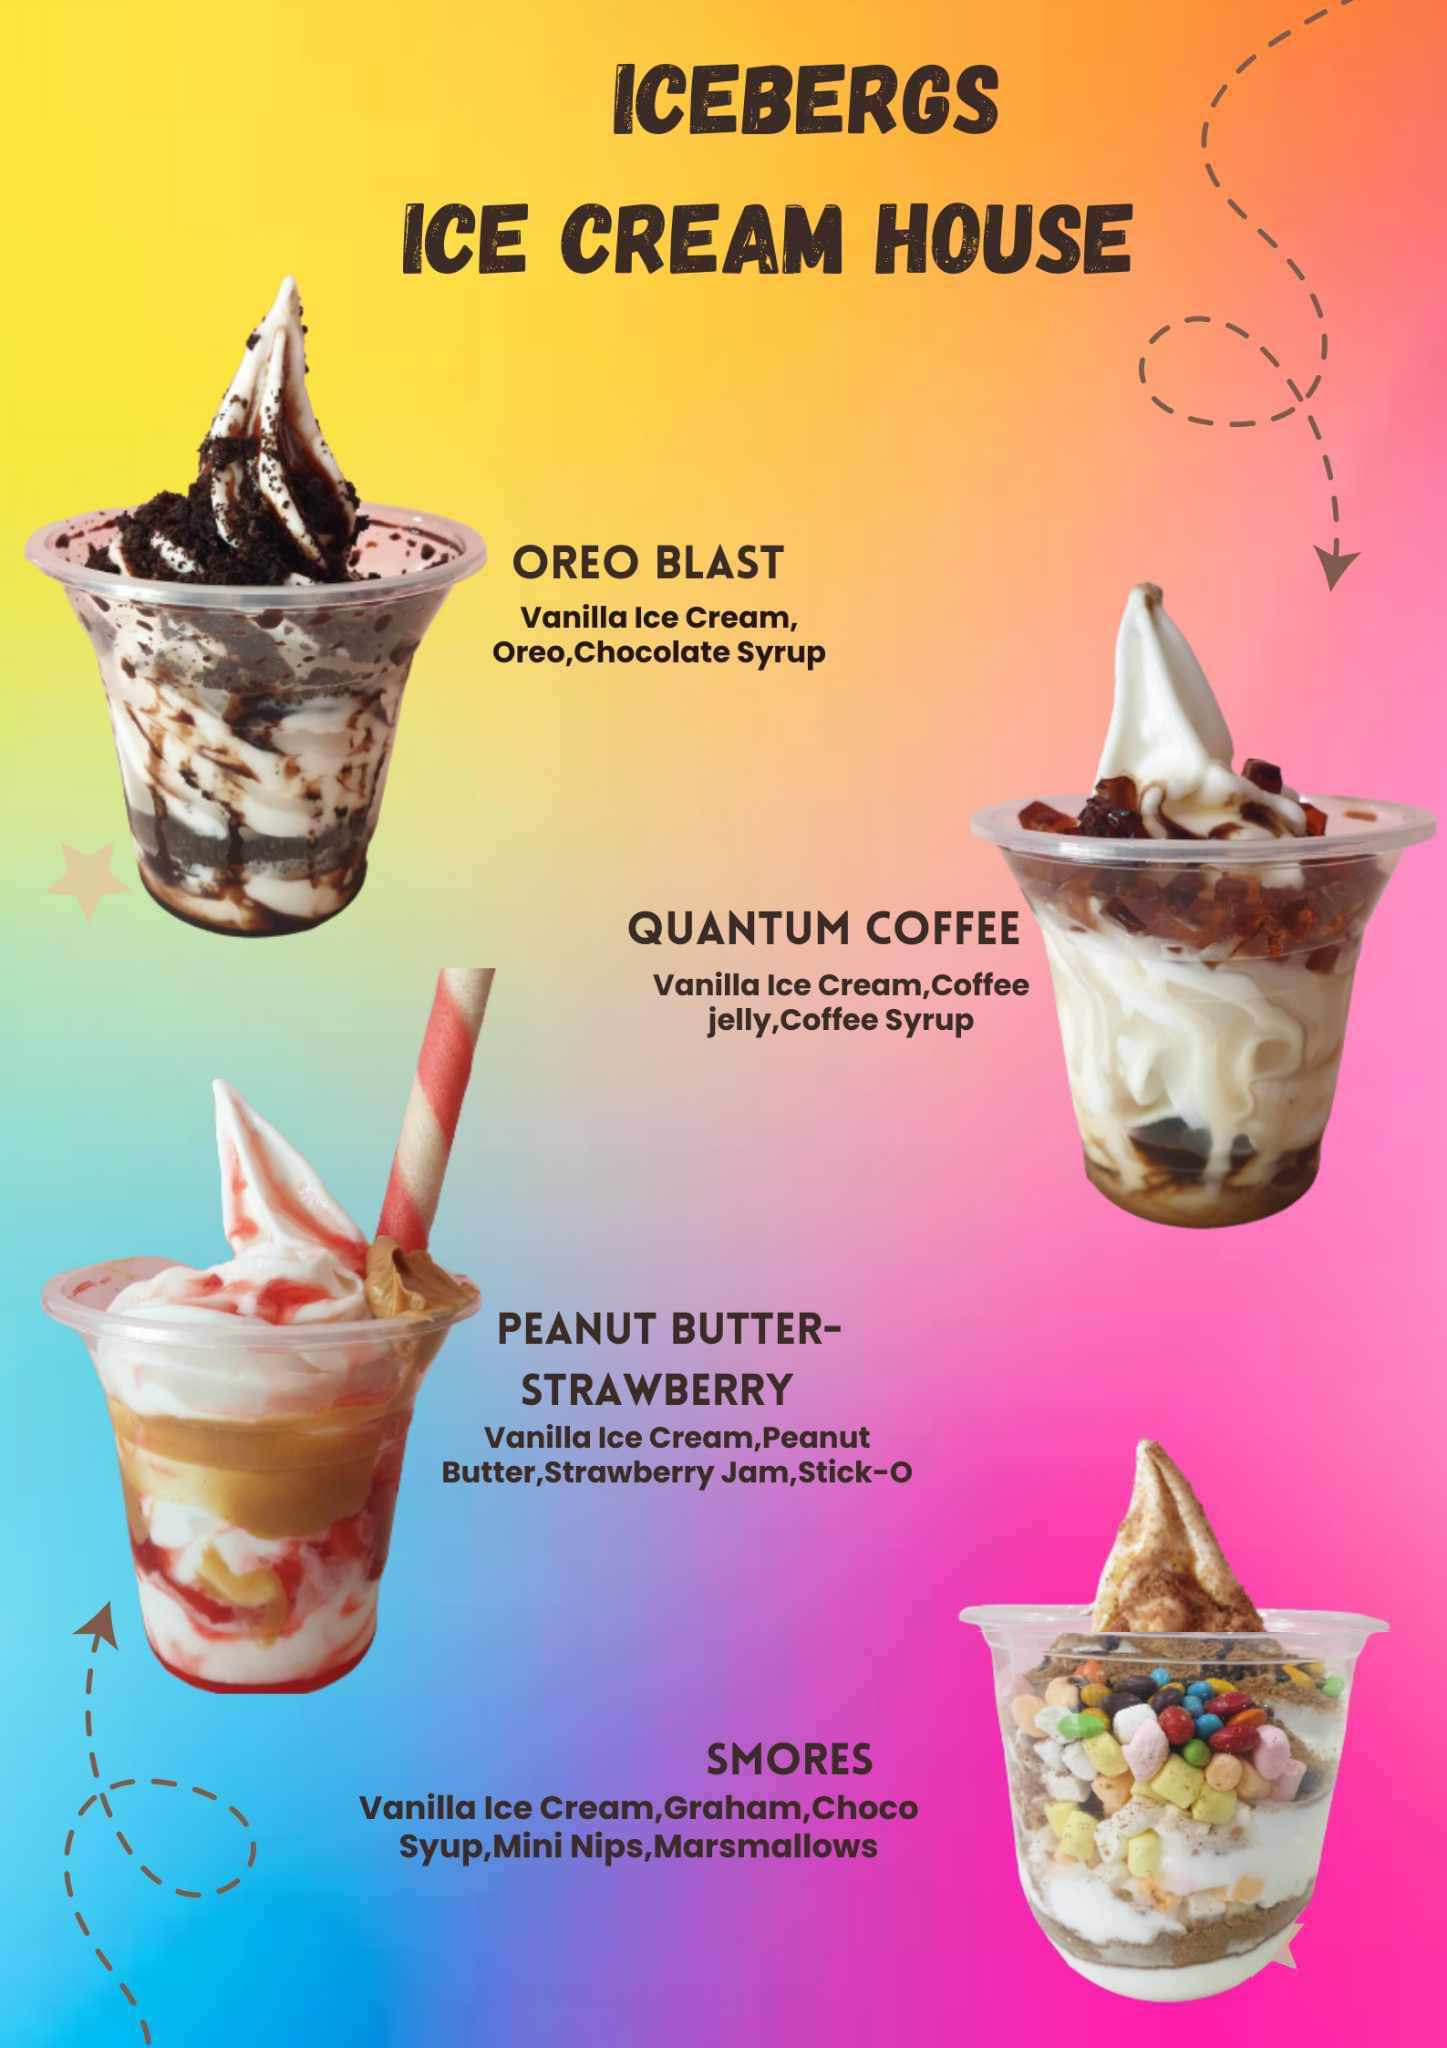 ICEBERGS
ICE CREAM HOUSE
OREO BLAST
Vanilla Ice Cream,
Oreo,Chocolate Syrup
QUANTUM COFFEE
Vanilla Ice Cream,Coffee
jelly,Coffee Syrup
PEANUT BUTTER-
STRAWBERRY
Vanilla Ice Cream,Peanut
Butter,Strawberry Jam,Stick-O
SMORES
Vanilla Ice Cream,Graham,Choco
Syup,Mini Nips,Marsmallows